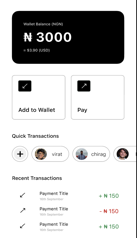 Wallet Balance (NGN)
₦ 3000
≈ $3.90 (USD)
Add to Wallet
Pay
Quick Transactions
virat
chirag
Recent Transactions
Payment Title
+ ₦ 150
Payment Title
- ₦ 150
Payment Title
+ ₦ 150